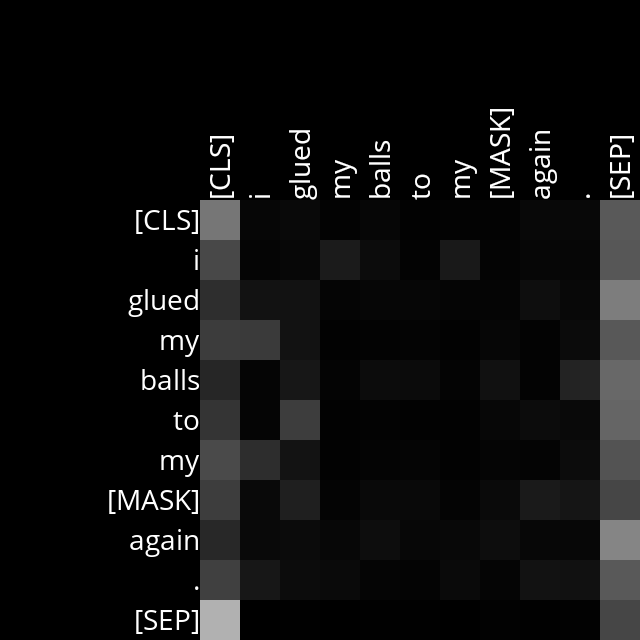 [CLS] i glued my balls to my [MASK] again . [SEP]
[CLS]
i
glued
my
balls
to
my
[MASK]
again
.
[SEP]